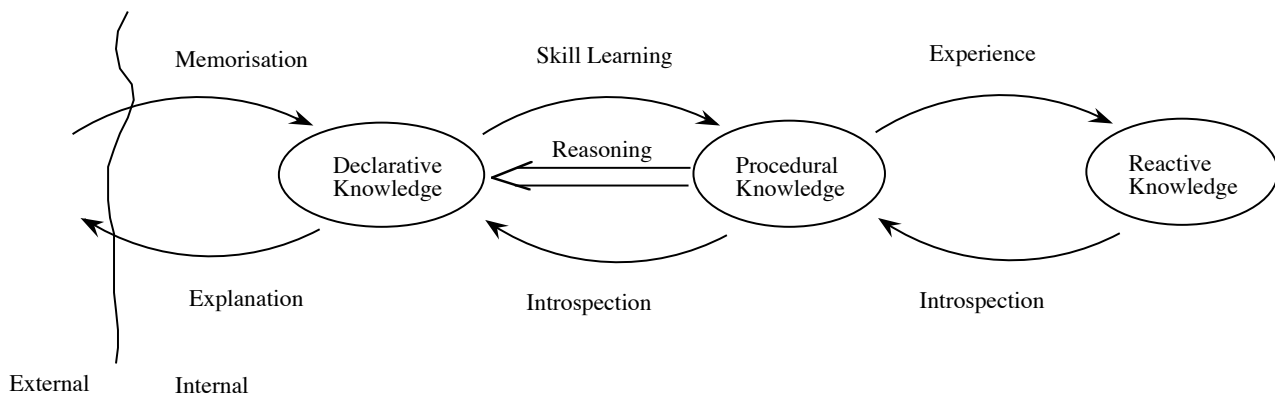 Memorisation
Skill Learning
Experience
Reasoning
Declarative
Knowledge
Procedural
Knowledge
Reactive
Knowledge
Explanation
Introspection
Introspection
External
Internal